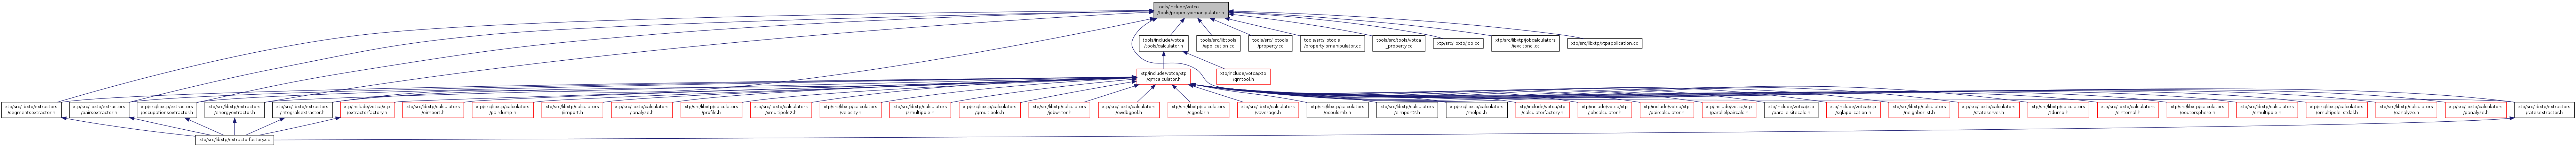 tools/include/votca
/tools/propertyiomanipulator.h
tools/include/votca
/tools/calculator.h
tools/src/libtools
/application.cc
tools/src/libtools
/property.cc
tools/src/libtools
/propertyiomanipulator.cc
tools/src/tools/votca
_property.cc
xtp/src/libxtp/job.cc
xtp/src/libxtp/jobcalculators
/iexcitoncl.cc
xtp/src/libxtp/xtpapplication.cc
xtp/include/votca/xtp
/qmcalculator.h
xtp/include/votca/xtp
/qmtool.h
xtp/src/libxtp/extractors
/segmentsextractor.h
xtp/src/libxtp/extractors
/pairsextractor.h
xtp/src/libxtp/extractors
/occupationsextractor.h
xtp/src/libxtp/extractors
/energyextractor.h
xtp/src/libxtp/extractors
/integralsextractor.h
xtp/include/votca/xtp
/extractorfactory.h
xtp/src/libxtp/calculators
/eimport.h
xtp/src/libxtp/calculators
/pairdump.h
xtp/src/libxtp/calculators
/iimport.h
xtp/src/libxtp/calculators
/ianalyze.h
xtp/src/libxtp/calculators
/profile.h
xtp/src/libxtp/calculators
/xmultipole2.h
xtp/src/libxtp/calculators
/velocity.h
xtp/src/libxtp/calculators
/zmultipole.h
xtp/src/libxtp/calculators
/qmultipole.h
xtp/src/libxtp/calculators
/jobwriter.h
xtp/src/libxtp/calculators
/ewdbgpol.h
xtp/src/libxtp/calculators
/cgpolar.h
xtp/src/libxtp/calculators
/vaverage.h
xtp/src/libxtp/calculators
/ecoulomb.h
xtp/src/libxtp/calculators
/eimport2.h
xtp/src/libxtp/calculators
/molpol.h
xtp/include/votca/xtp
/calculatorfactory.h
xtp/include/votca/xtp
/jobcalculator.h
xtp/include/votca/xtp
/paircalculator.h
xtp/include/votca/xtp
/parallelpaircalc.h
xtp/include/votca/xtp
/parallelsitecalc.h
xtp/include/votca/xtp
/sqlapplication.h
xtp/src/libxtp/calculators
/neighborlist.h
xtp/src/libxtp/calculators
/stateserver.h
xtp/src/libxtp/calculators
/tdump.h
xtp/src/libxtp/calculators
/einternal.h
xtp/src/libxtp/calculators
/eoutersphere.h
xtp/src/libxtp/calculators
/emultipole.h
xtp/src/libxtp/calculators
/emultipole_stdal.h
xtp/src/libxtp/calculators
/eanalyze.h
xtp/src/libxtp/calculators
/panalyze.h
xtp/src/libxtp/extractors
/ratesextractor.h
xtp/src/libxtp/extractorfactory.cc